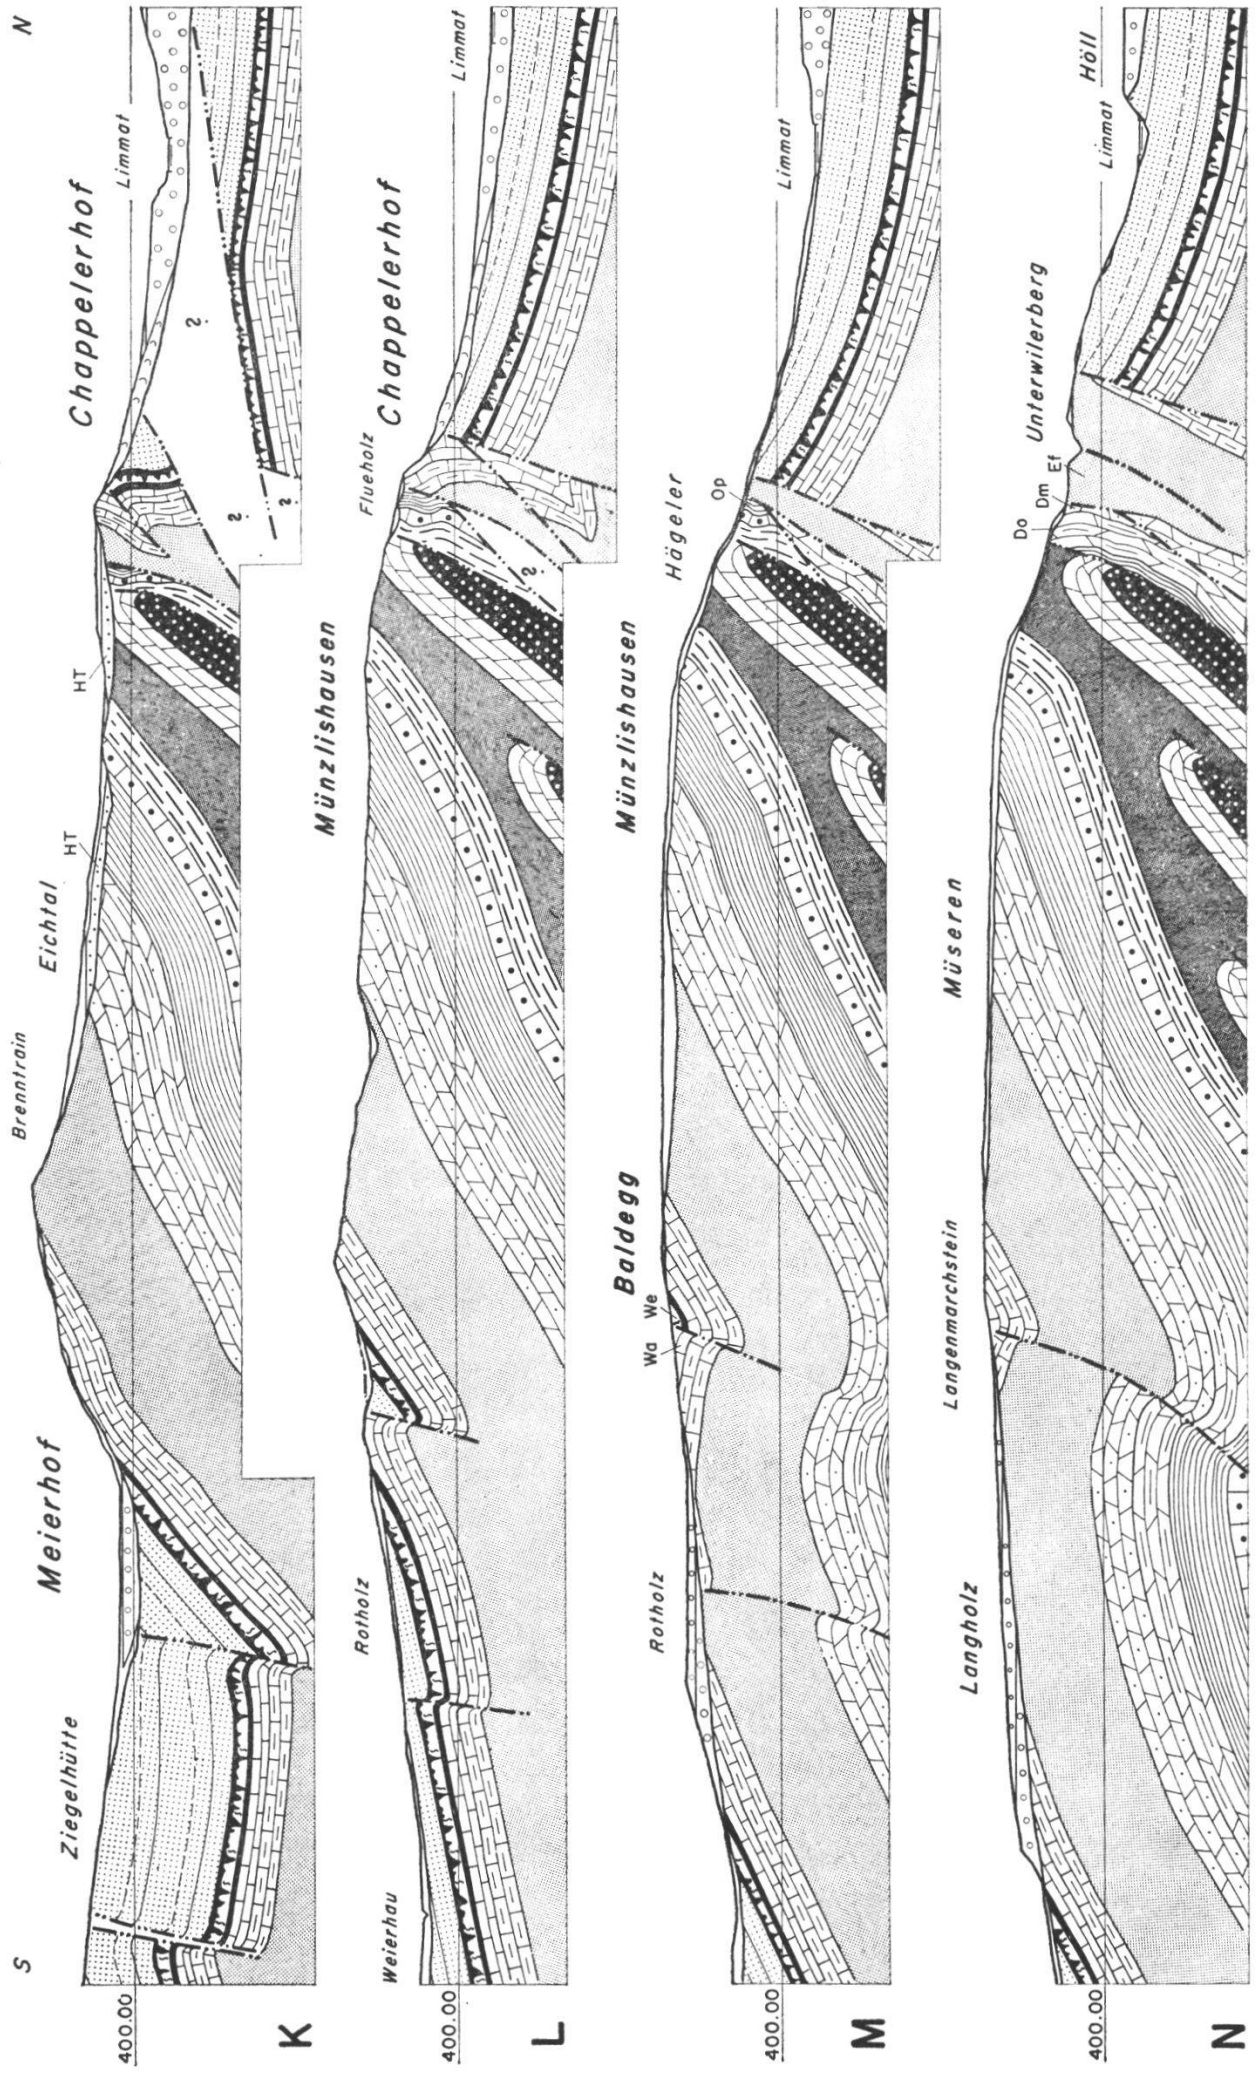 S
N
Ziegelhütte
Meierhof
Brenntrain
Eichtal
HT
HT
Chappelerhof
Limmat
?
?
?
400.00
K
Weierhau
Rotholz
Münzlishausen
Flueholz
Chappelerhof
Limmat
?
400.00
L
Rotholz
Baldegg
Wa
We
Münzlishausen
Hägeler
Op
Limmat
400.00
M
Langholz
Langenmarchstein
Müseren
Do
Dm
Ef
Unterwilerberg
Limmat
Höll
400.00
N